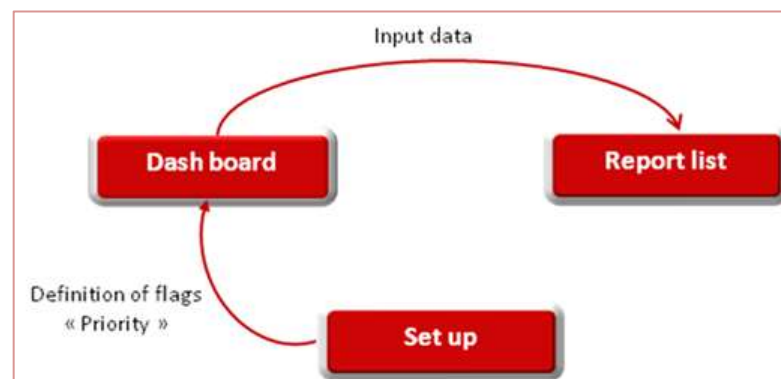 Input data
Dash board
Report list
Definition of flags
« Priority »
Set up